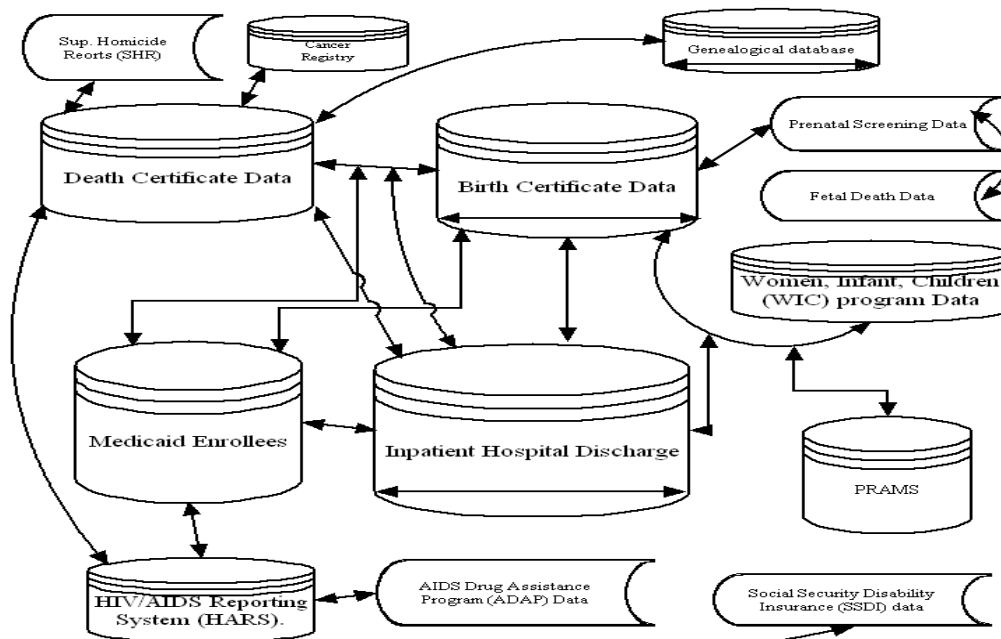 Sup. Homicide
Reorts (SHR)
Cancer
Registry
Genealogical database
Prenatal Screening Data
Death Certificate Data
Birth Certificate Data
Fetal Death Data
Women, Infant, Children
(WIC) program Data
Medicaid Enrollees
Inpatient Hospital Discharge
PRAMS
HIV/AIDS Reporting
System (HARS).
AIDS Drug Assistance
Program (ADAP) Data
Social Security Disability
Insurance (SSDI) data